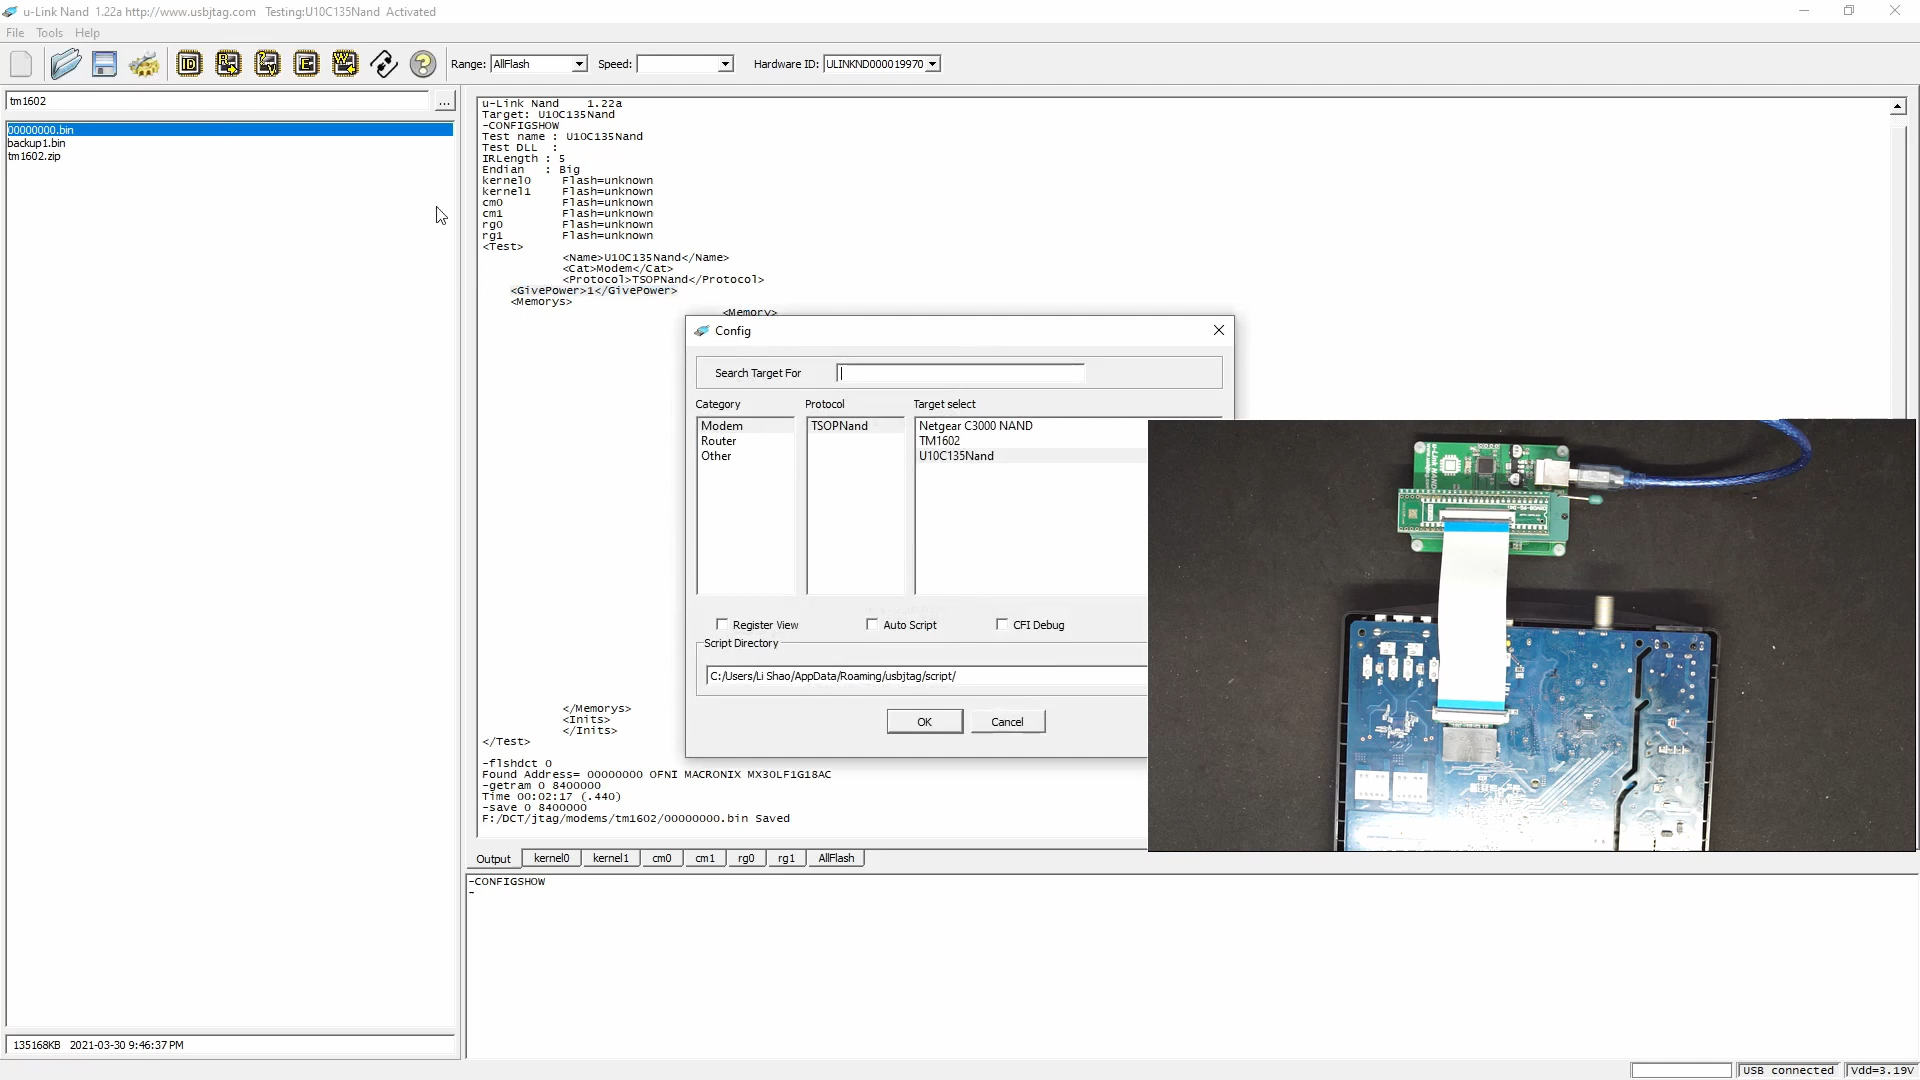 u-Link Nand 1.22a http://www.usbjtag.com Testing:U10C135Nand Activated
File Tools Help
ID R E W
Range: AllFlash Speed: Hardware ID: ULINKND000019970
tm1602 ...
00000000.bin
backup1.bin
tm1602.zip
135168KB 2021-03-30 9:46:37 PM
u-Link Nand 1.22a
Target: U10C135Nand
-CONFIGSHOW
Test name : U10C135Nand
Test DLL :
IRLength : 5
Endian : Big
kernel0 Flash=unknown
kernel1 Flash=unknown
cm0 Flash=unknown
cm1 Flash=unknown
rg0 Flash=unknown
rg1 Flash=unknown
<Test>
<Name>U10C135Nand</Name>
<Cat>Modem</Cat>
<Protocol>TSOPNand</Protocol>
<GivePower>1</GivePower>
<Memorys>
<Memory>
Config
Search Target For
Category Protocol Target select
Modem TSOPNand Netgear C3000 NAND
Router TM1602
Other U10C135Nand
Register View Auto Script CFI Debug
Script Directory
C:/Users/Li Shao/AppData/Roaming/usbjtag/script/
OK Cancel
</Memorys>
<Inits>
</Inits>
</Test>
-flshdct 0
Found Address= 00000000 OFNI MACRONIX MX30LF1G18AC
-getram 0 8400000
Time 00:02:17 (.440)
-save 0 8400000
F:/DCT/jtag/modems/tm1602/00000000.bin Saved
Output kernel0 kernel1 cm0 cm1 rg0 rg1 AllFlash
-CONFIGSHOW
-
USB connected Vdd=3.19V